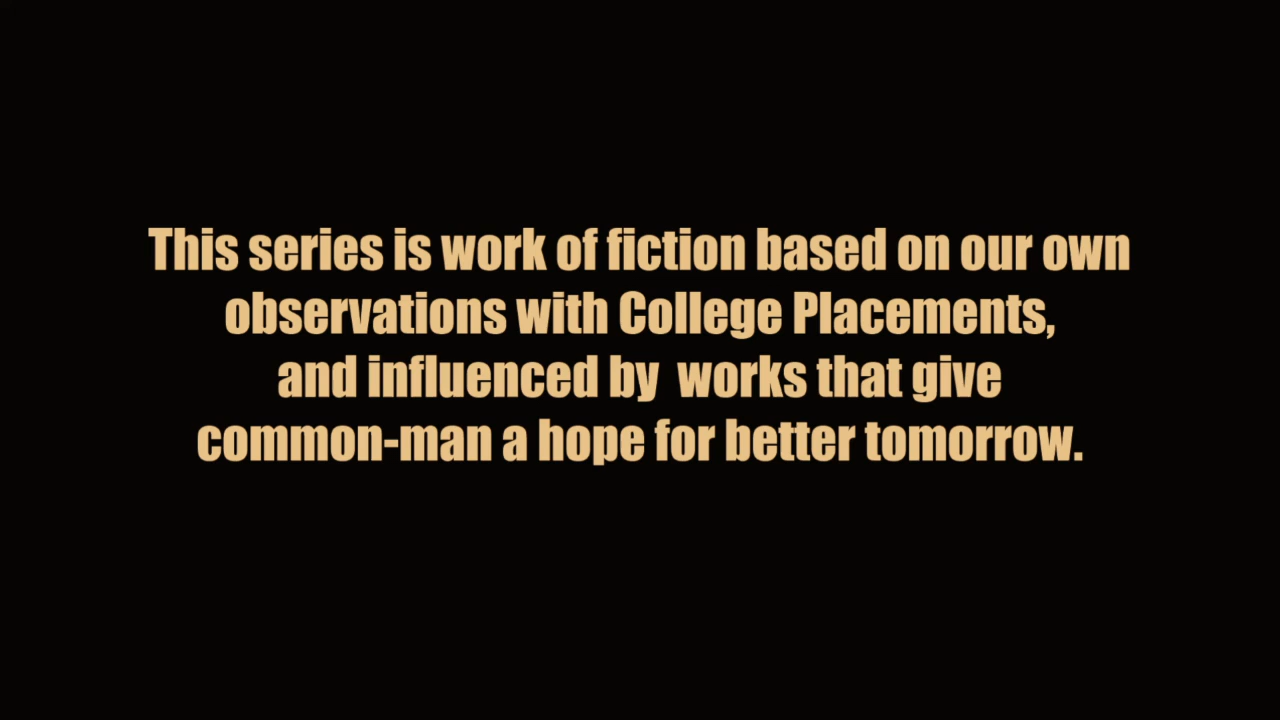 This series is work of fiction based on our own
observations with College Placements,
and influenced by  works that give
common-man a hope for better tomorrow.